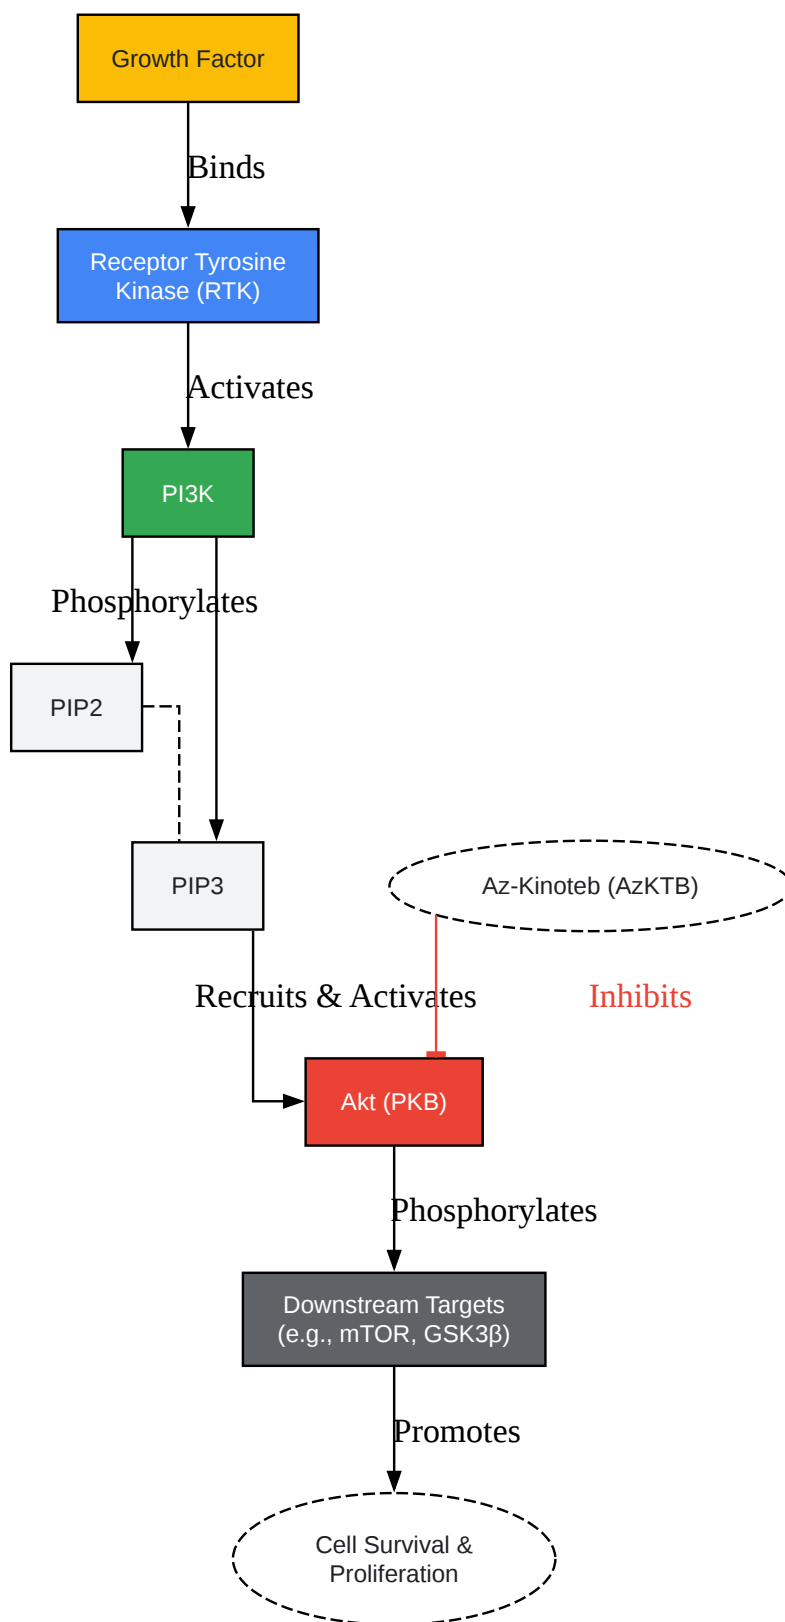 Growth Factor
Binds
Receptor Tyrosine
Kinase (RTK)
Activates
PI3K
Phosphorylates
PIP2
PIP3
Az-Kinoteb (AzKTB)
Recruits & Activates
Inhibits
Akt (PKB)
Phosphorylates
Downstream Targets
(e.g., mTOR, GSK3β)
Promotes
Cell Survival &
Proliferation